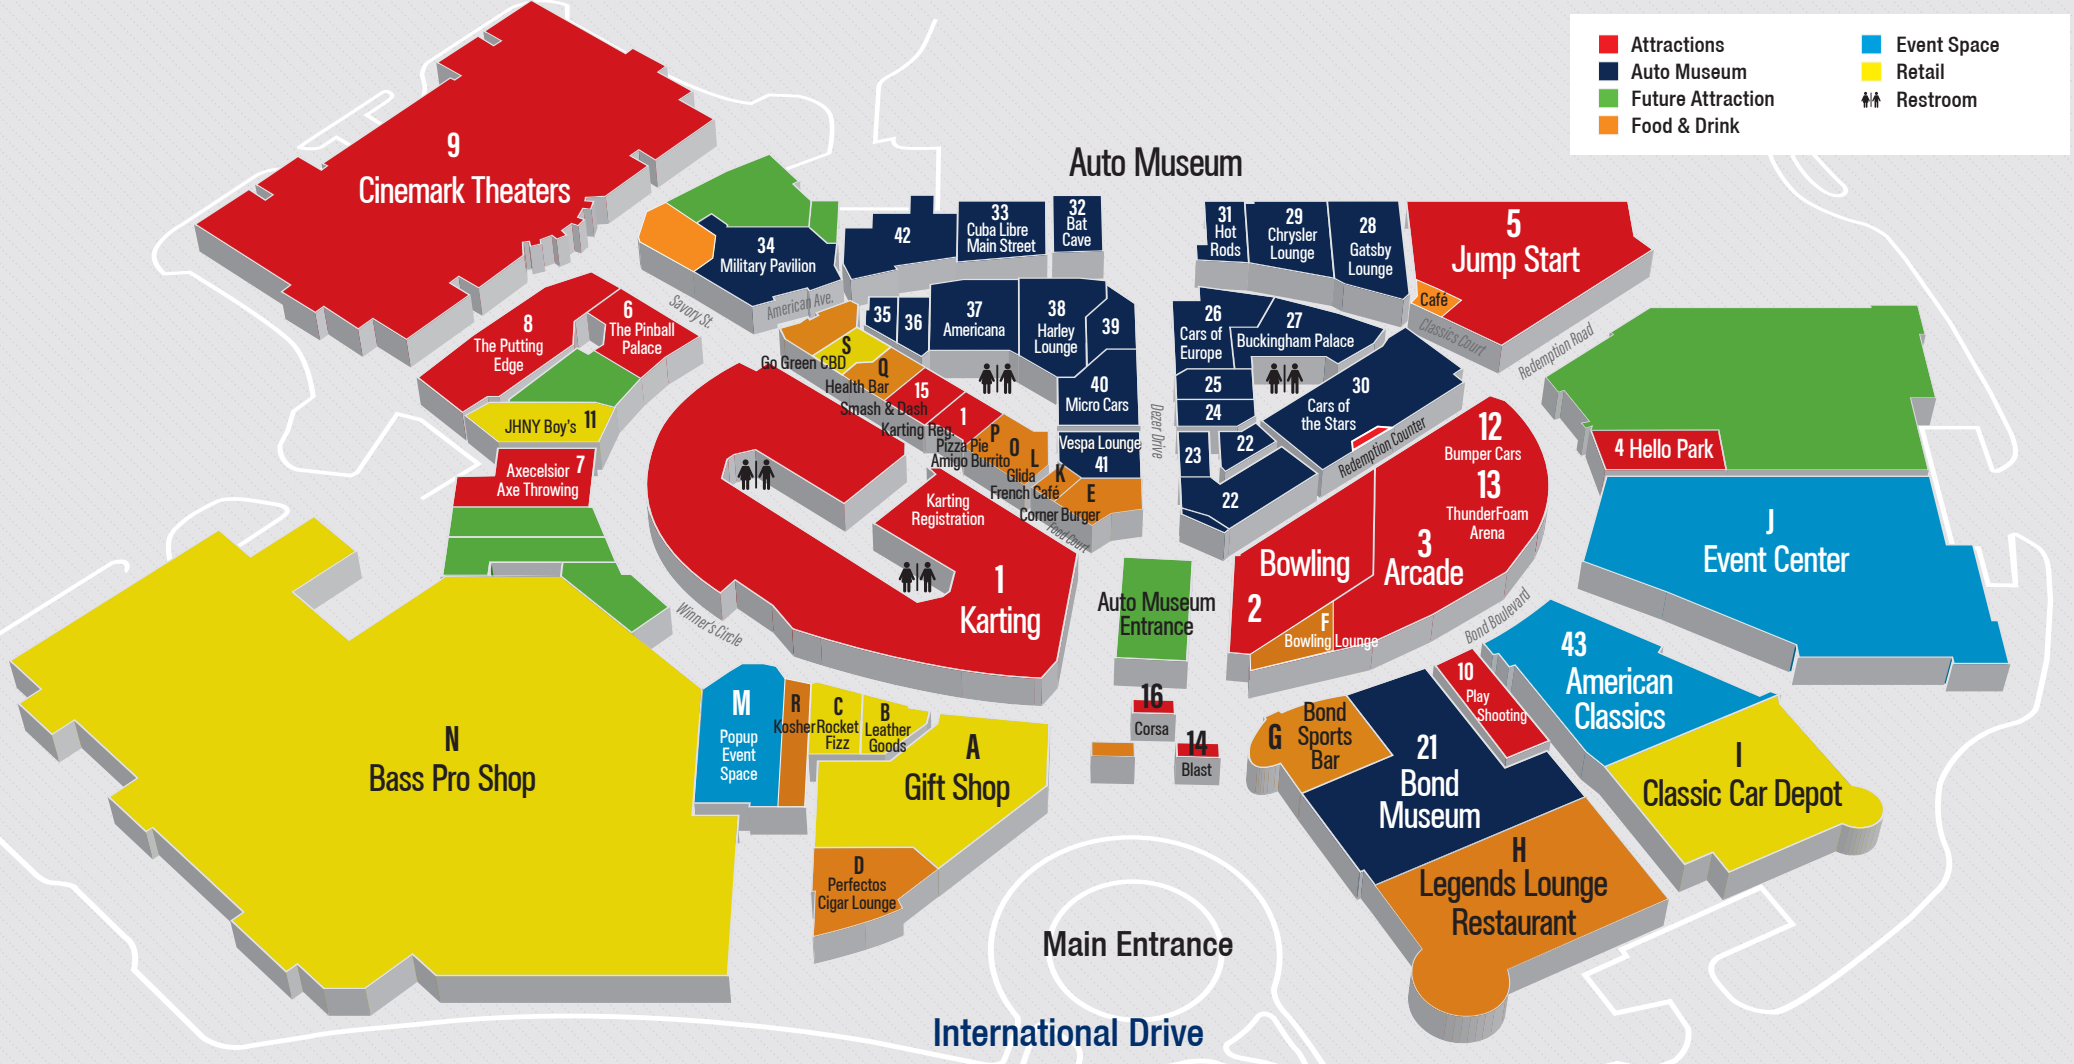 Attractions
Auto Museum
Future Attraction
Food & Drink
Event Space
Retail
Restroom
Auto Museum
9
Cinemark Theaters
34
Military Pavilion
42
33
Cuba Libre
Main Street
32
Bat
Cave
31
Hot
Rods
29
Chrysler
Lounge
28
Gatsby
Lounge
5
Jump Start
Café
Classics Court
Redemption Road
Savory St.
American Ave.
8
The Putting
Edge
6
The Pinball
Palace
JHNY Boy's 11
Axecelsior 7
Axe Throwing
35
36
37
Americana
38
Harley
Lounge
39
40
Micro Cars
Vespa Lounge
41
26
Cars of
Europe
27
Buckingham Palace
25
24
23
22
22
30
Cars of
the Stars
Redemption Counter
Dezer Drive
S
Go Green CBD
Q
Health Bar
15
Smash & Dash
1
Karting Reg.
P
Pizza Pie
O
Amigo Burrito
L
Glida
K
French Café
E
Corner Burger
Food Court
Karting
Registration
1
Karting
Winner's Circle
12
Bumper Cars
13
ThunderFoam
Arena
3
Arcade
Bowling
2
F
Bowling Lounge
Bond Boulevard
4 Hello Park
J
Event Center
Auto Museum
Entrance
16
Corsa
14
Blast
43
American
Classics
10
Play
Shooting
G
Bond
Sports
Bar
21
Bond
Museum
H
Legends Lounge
Restaurant
I
Classic Car Depot
N
Bass Pro Shop
M
Popup
Event
Space
R
Kosher
C
Rocket
Fizz
B
Leather
Goods
A
Gift Shop
D
Perfectos
Cigar Lounge
Main Entrance
International Drive